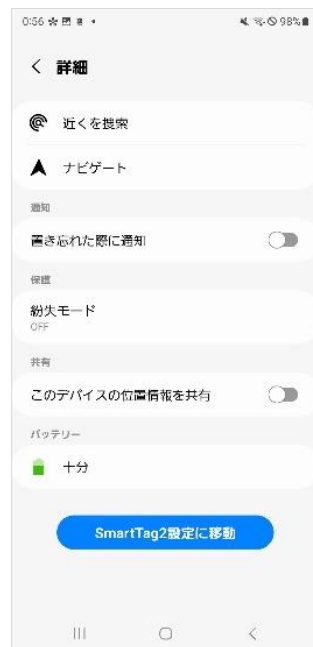 0:56 98%
詳細
近くを捜索
ナビゲート
通知
置き忘れた際に通知
保護
紛失モード
OFF
共有
このデバイスの位置情報を共有
バッテリー
十分
SmartTag2設定に移動